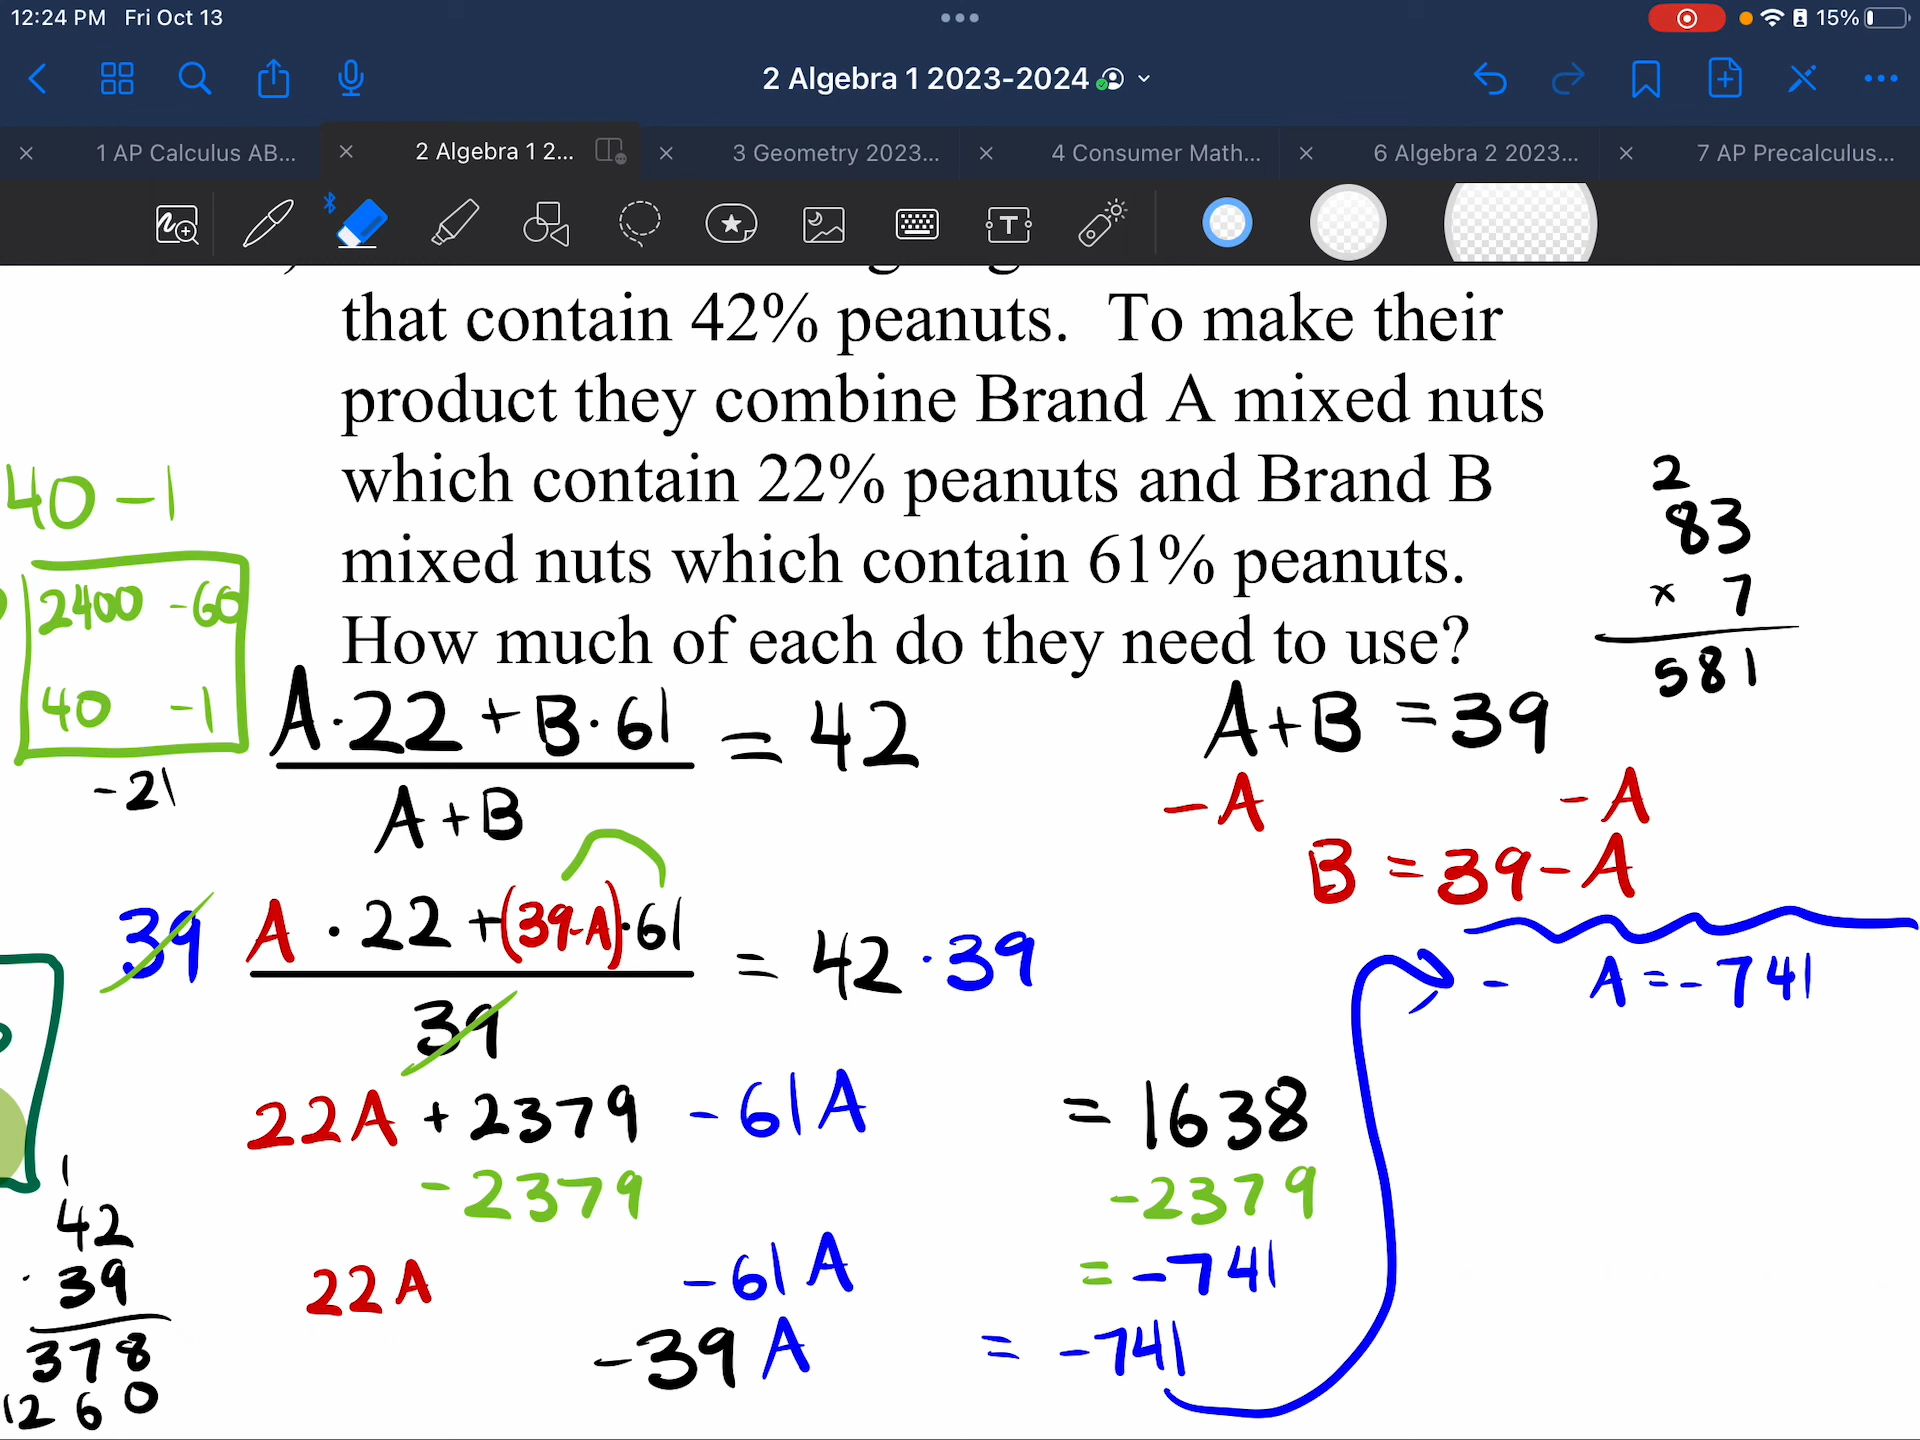 12:24 PM Fri Oct 13
15%
2 Algebra 1 2023-2024
1 AP Calculus AB...
2 Algebra 1 2...
3 Geometry 2023...
4 Consumer Math...
6 Algebra 2 2023...
7 AP Precalculus...
that contain 42% peanuts. To make their
product they combine Brand A mixed nuts
which contain 22% peanuts and Brand B
mixed nuts which contain 61% peanuts.
How much of each do they need to use?
40 -1
2400 -60
40 -1
-21
2
83
× 7
581
A·22 + B·61
= 42
A+B
A+B = 39
-A -A
B = 39-A
39 A · 22 + (39-A)·61
= 42 · 39
39
- A = -741
22A + 2379 - 61A = 1638
-2379 -2379
22A -61A = -741
-39A = -741
1
42
· 39
378
1260